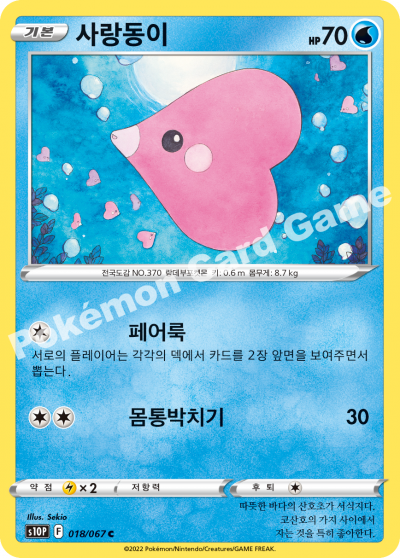 기본 사랑동이 HP 70
Pokémon Card Game
전국도감 NO.370 랑데부포켓몬 키: 0.6 m 몸무게: 8.7 kg
페어룩
서로의 플레이어는 각각의 덱에서 카드를 2장 앞면을 보여주면서
뽑는다.
몸통박치기 30
약점 ×2 저항력 후퇴
Illus. Sekio
s10P F 018/067 C
따뜻한 바다의 산호초가 서식지다.
코산호의 가지 사이에서
자는 것을 특히 좋아한다.
©2022 Pokémon/Nintendo/Creatures/GAME FREAK.